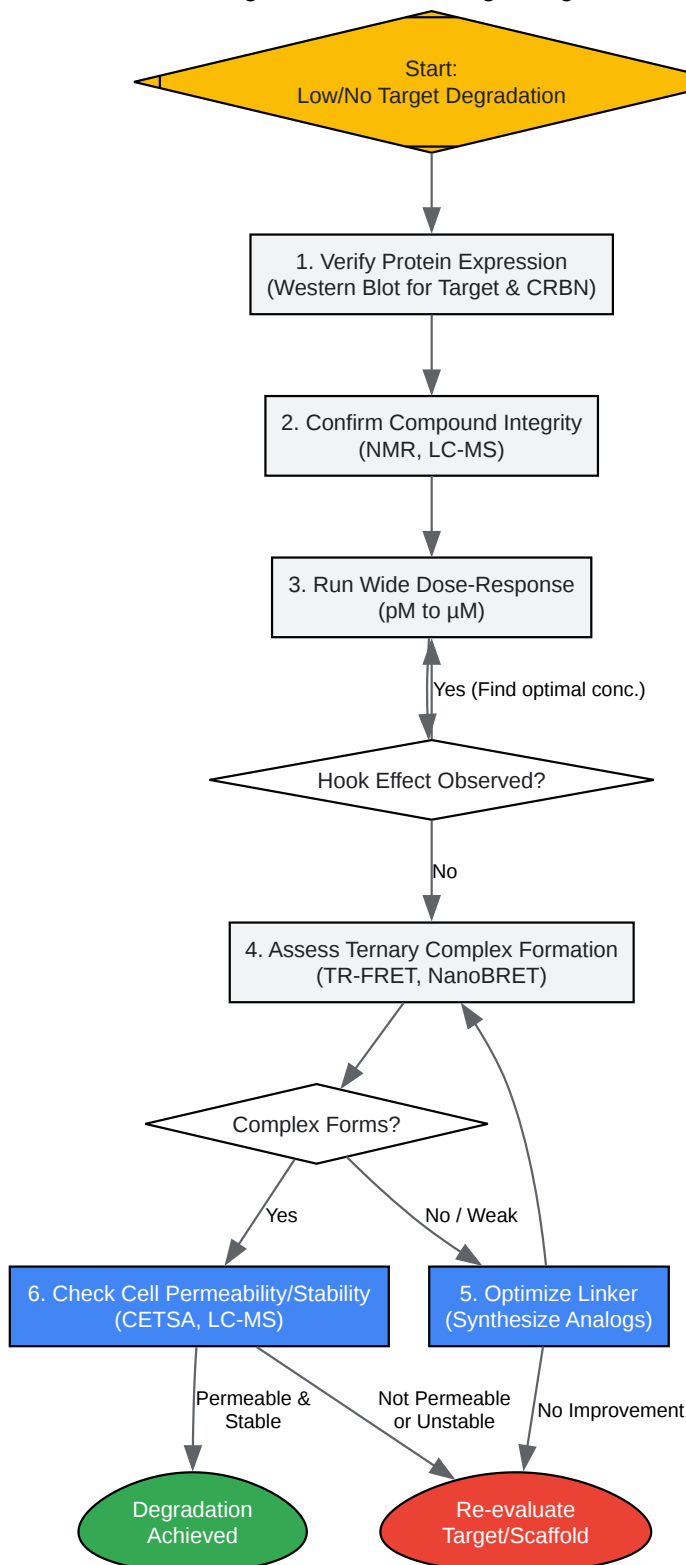 Start:
Low/No Target Degradation
1. Verify Protein Expression
(Western Blot for Target & CRBN)
2. Confirm Compound Integrity
(NMR, LC-MS)
3. Run Wide Dose-Response
(pM to µM)
Yes (Find optimal conc.)
Hook Effect Observed?
No
4. Assess Ternary Complex Formation
(TR-FRET, NanoBRET)
Complex Forms?
Yes
No / Weak
6. Check Cell Permeability/Stability
(CETSA, LC-MS)
5. Optimize Linker
(Synthesize Analogs)
Permeable &
Stable
Not Permeable
or Unstable
No Improvement
Degradation
Achieved
Re-evaluate
Target/Scaffold